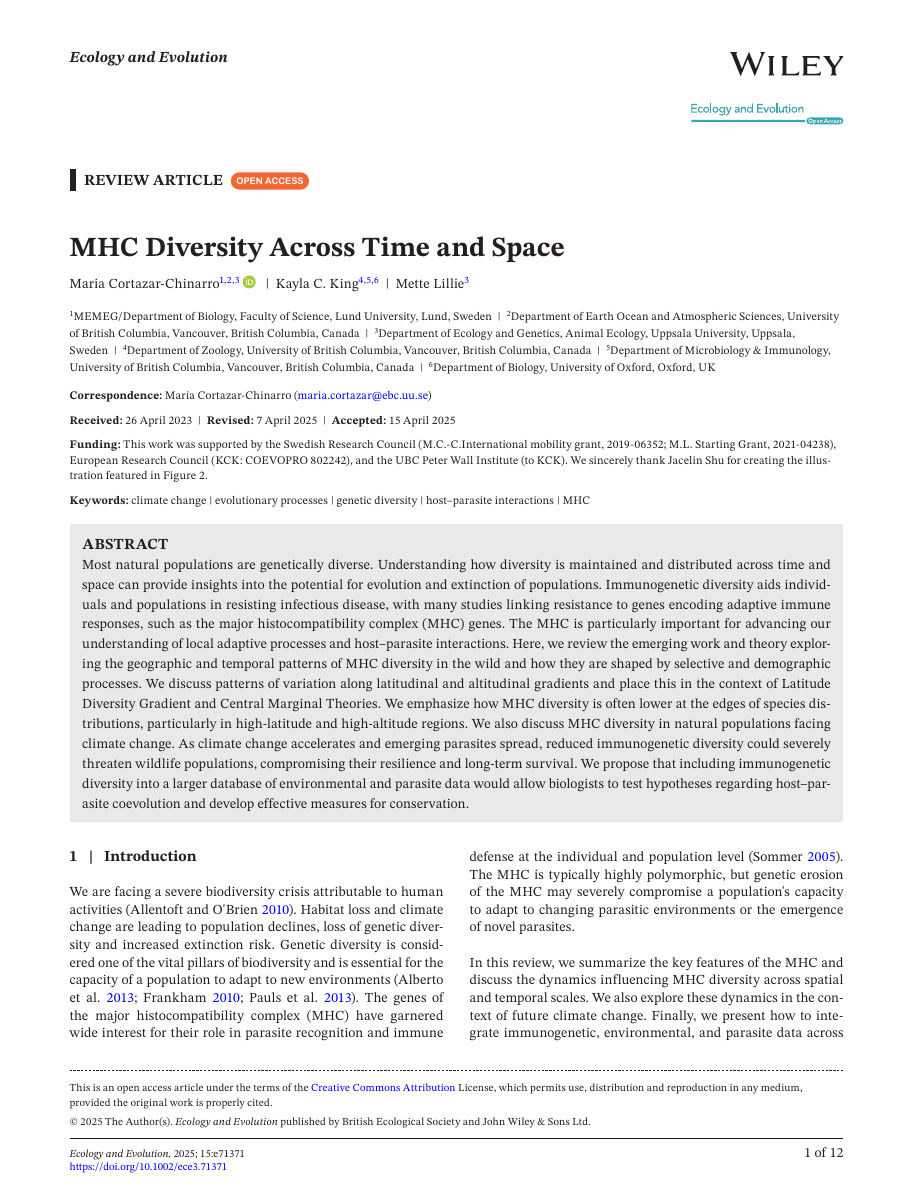 Ecology and Evolution
WILEY
Ecology and Evolution
Open Access
REVIEW ARTICLE OPEN ACCESS
MHC Diversity Across Time and Space
Maria Cortazar-Chinarro1,2,3 iD | Kayla C. King4,5,6 | Mette Lillie3
1MEMEG/Department of Biology, Faculty of Science, Lund University, Lund, Sweden | 2Department of Earth Ocean and Atmospheric Sciences, University
of British Columbia, Vancouver, British Columbia, Canada | 3Department of Ecology and Genetics, Animal Ecology, Uppsala University, Uppsala,
Sweden | 4Department of Zoology, University of British Columbia, Vancouver, British Columbia, Canada | 5Department of Microbiology & Immunology,
University of British Columbia, Vancouver, British Columbia, Canada | 6Department of Biology, University of Oxford, Oxford, UK
Correspondence: Maria Cortazar-Chinarro (maria.cortazar@ebc.uu.se)
Received: 26 April 2023 | Revised: 7 April 2025 | Accepted: 15 April 2025
Funding: This work was supported by the Swedish Research Council (M.C.-C.International mobility grant, 2019-06352; M.L. Starting Grant, 2021-04238),
European Research Council (KCK: COEVOPRO 802242), and the UBC Peter Wall Institute (to KCK). We sincerely thank Jacelin Shu for creating the illus-
tration featured in Figure 2.
Keywords: climate change | evolutionary processes | genetic diversity | host–parasite interactions | MHC
ABSTRACT
Most natural populations are genetically diverse. Understanding how diversity is maintained and distributed across time and
space can provide insights into the potential for evolution and extinction of populations. Immunogenetic diversity aids individ-
uals and populations in resisting infectious disease, with many studies linking resistance to genes encoding adaptive immune
responses, such as the major histocompatibility complex (MHC) genes. The MHC is particularly important for advancing our
understanding of local adaptive processes and host–parasite interactions. Here, we review the emerging work and theory explor-
ing the geographic and temporal patterns of MHC diversity in the wild and how they are shaped by selective and demographic
processes. We discuss patterns of variation along latitudinal and altitudinal gradients and place this in the context of Latitude
Diversity Gradient and Central Marginal Theories. We emphasize how MHC diversity is often lower at the edges of species dis-
tributions, particularly in high-latitude and high-altitude regions. We also discuss MHC diversity in natural populations facing
climate change. As climate change accelerates and emerging parasites spread, reduced immunogenetic diversity could severely
threaten wildlife populations, compromising their resilience and long-term survival. We propose that including immunogenetic
diversity into a larger database of environmental and parasite data would allow biologists to test hypotheses regarding host–par-
asite coevolution and develop effective measures for conservation.
1 | Introduction
We are facing a severe biodiversity crisis attributable to human
activities (Allentoft and O'Brien 2010). Habitat loss and climate
change are leading to population declines, loss of genetic diver-
sity and increased extinction risk. Genetic diversity is consid-
ered one of the vital pillars of biodiversity and is essential for the
capacity of a population to adapt to new environments (Alberto
et al. 2013; Frankham 2010; Pauls et al. 2013). The genes of
the major histocompatibility complex (MHC) have garnered
wide interest for their role in parasite recognition and immune
defense at the individual and population level (Sommer 2005).
The MHC is typically highly polymorphic, but genetic erosion
of the MHC may severely compromise a population's capacity
to adapt to changing parasitic environments or the emergence
of novel parasites.
In this review, we summarize the key features of the MHC and
discuss the dynamics influencing MHC diversity across spatial
and temporal scales. We also explore these dynamics in the con-
text of future climate change. Finally, we present how to inte-
grate immunogenetic, environmental, and parasite data across
This is an open access article under the terms of the Creative Commons Attribution License, which permits use, distribution and reproduction in any medium,
provided the original work is properly cited.
© 2025 The Author(s). Ecology and Evolution published by British Ecological Society and John Wiley & Sons Ltd.
Ecology and Evolution, 2025; 15:e71371
https://doi.org/10.1002/ece3.71371
1 of 12